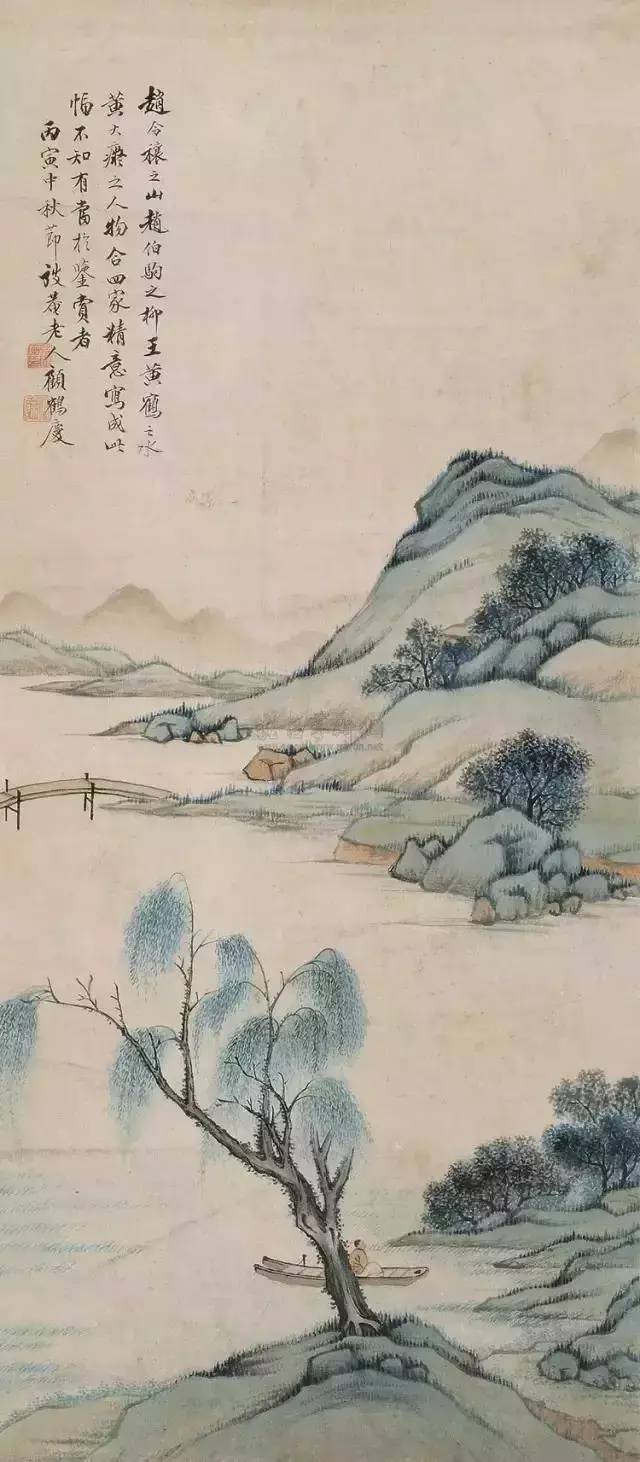 趙令穰之山趙伯駒之柳王黃鶴之水
黃大癡之人物合四家精意寫成此
幅不知有當於鑒賞者
丙寅中秋節弢菴老人顧鶴慶